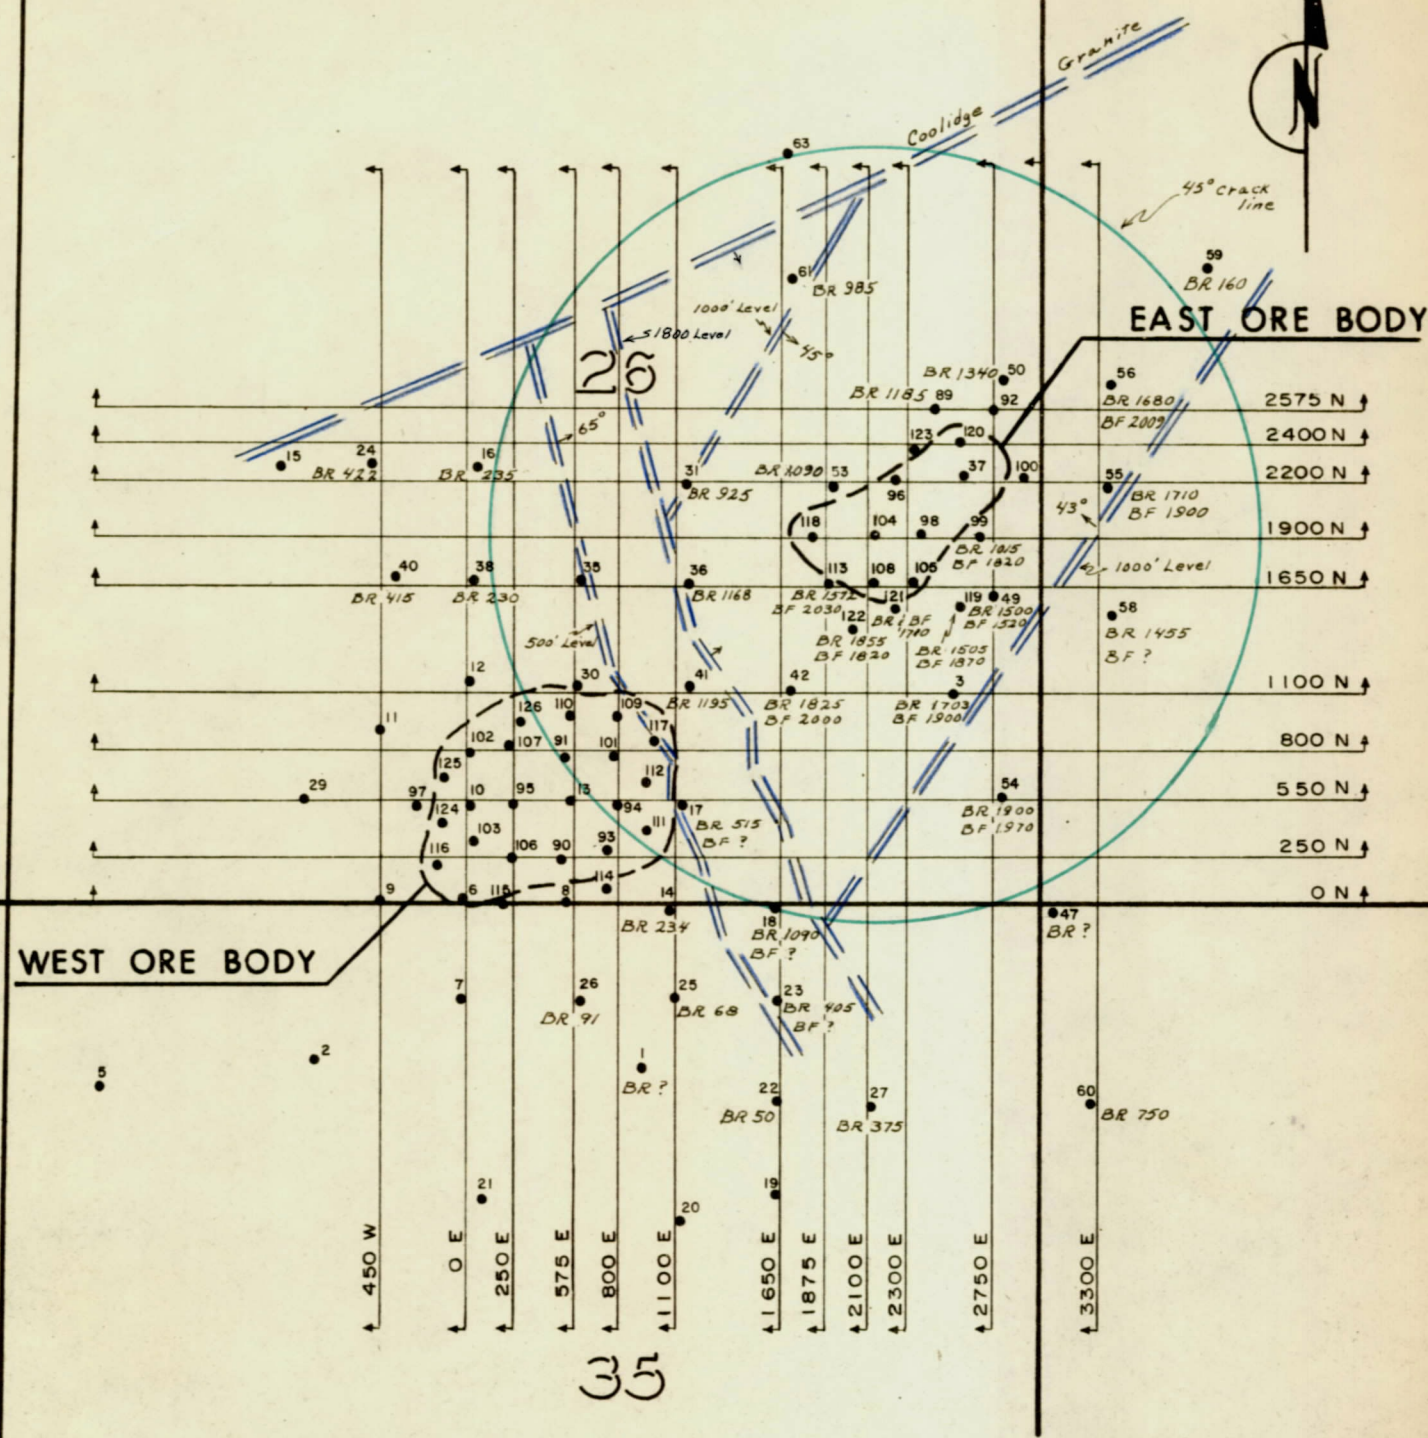 Granite
N
Coolidge
63
45° crack
line
59
BR 160
61
BR 985
1000' Level
45°
EAST ORE BODY
≤1800 Level
26
BR 1340
50
56
BR 1185
89
92
BR 1680
BF 2009
2575 N
65°
123
120
2400 N
15
24
BR 422
16
BR 235
31
BR 925
BR 1090
53
96
37
100
55
BR 1710
BF 1900
2200 N
43°
118
104
98
99
BR 1015
BF 1820
1900 N
40
BR 415
38
BR 230
35
36
BR 1168
113
BR 1572
BF 2030
108
105
1000' Level
1650 N
121
BR & BF
1780
119
BR 1505
BF 1870
49
BR 1500
BF 1520
122
BR 1855
BF 1820
58
BR 1455
BF ?
500' Level
12
30
41
BR 1195
42
BR 1825
BF 2000
3
BR 1703
BF 1900
1100 N
11
126
110
109
117
102
107
91
101
800 N
125
112
29
97
10
95
13
94
17
BR 515
BF ?
54
BR 1900
BF 1970
550 N
124
103
111
116
106
90
93
250 N
114
9
6
115
8
14
BR 234
18
BR 1090
BF ?
47
BR ?
0 N
WEST ORE BODY
7
26
BR 91
25
BR 68
23
BR 405
BF ?
2
5
1
BR ?
22
BR 50
27
BR 375
60
BR 750
21
19
20
450 W
0 E
250 E
575 E
800 E
1100 E
1650 E
1875 E
2100 E
2300 E
2750 E
3300 E
35